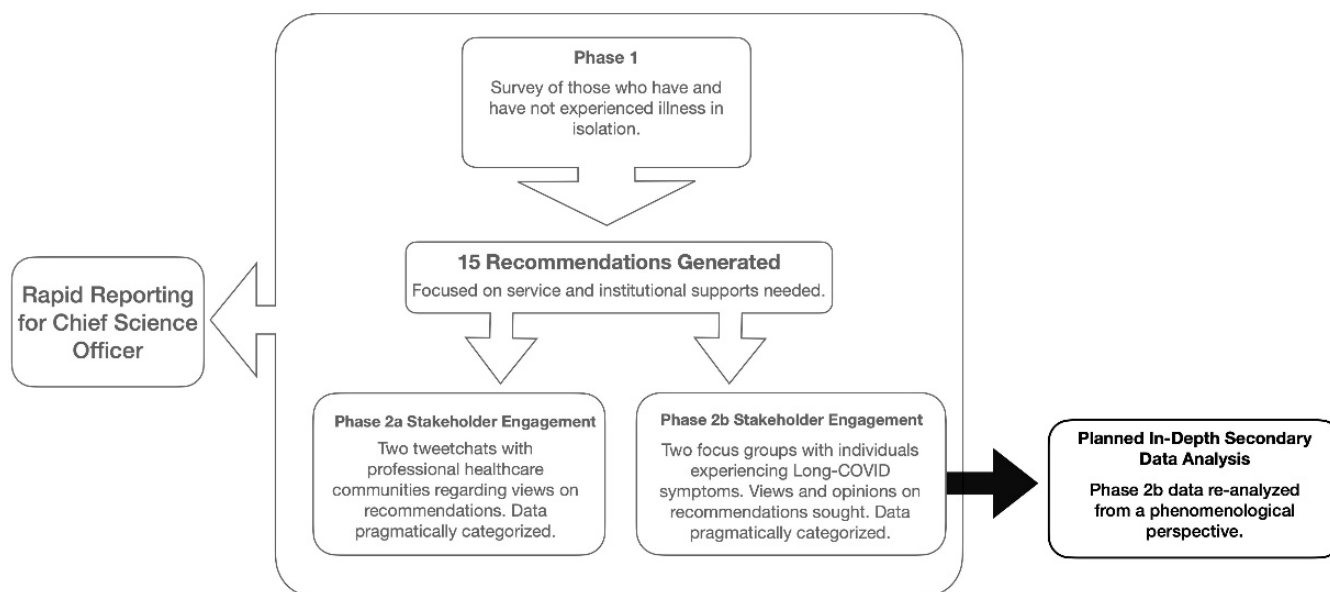 Phase 1
Survey of those who have and
have not experienced illness in
isolation.
15 Recommendations Generated
Focused on service and institutional supports needed.
Rapid Reporting
for Chief Science
Officer
Phase 2a Stakeholder Engagement
Two tweetchats with
professional healthcare
communities regarding views on
recommendations. Data
pragmatically categorized.
Phase 2b Stakeholder Engagement
Two focus groups with individuals
experiencing Long-COVID
symptoms. Views and opinions on
recommendations sought. Data
pragmatically categorized.
Planned In-Depth Secondary
Data Analysis
Phase 2b data re-analyzed
from a phenomenological
perspective.